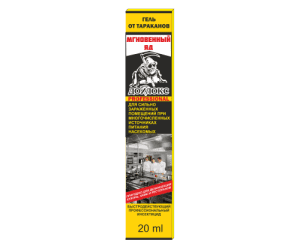 ГЕЛЬ
ОТ ТАРАКАНОВ
МГНОВЕННЫЙ
ЯД
ДОХЛОКС
PROFESSIONAL
ДЛЯ СИЛЬНО
ЗАРАЖЕННЫХ
ПОМЕЩЕНИЙ ПРИ
МНОГОЧИСЛЕННЫХ
ИСТОЧНИКАХ
ПИТАНИЯ
НАСЕКОМЫХ
БЫСТРОДЕЙСТВУЮЩИЙ
ПРОФЕССИОНАЛЬНЫЙ
ИНСЕКТИЦИД
20 ml